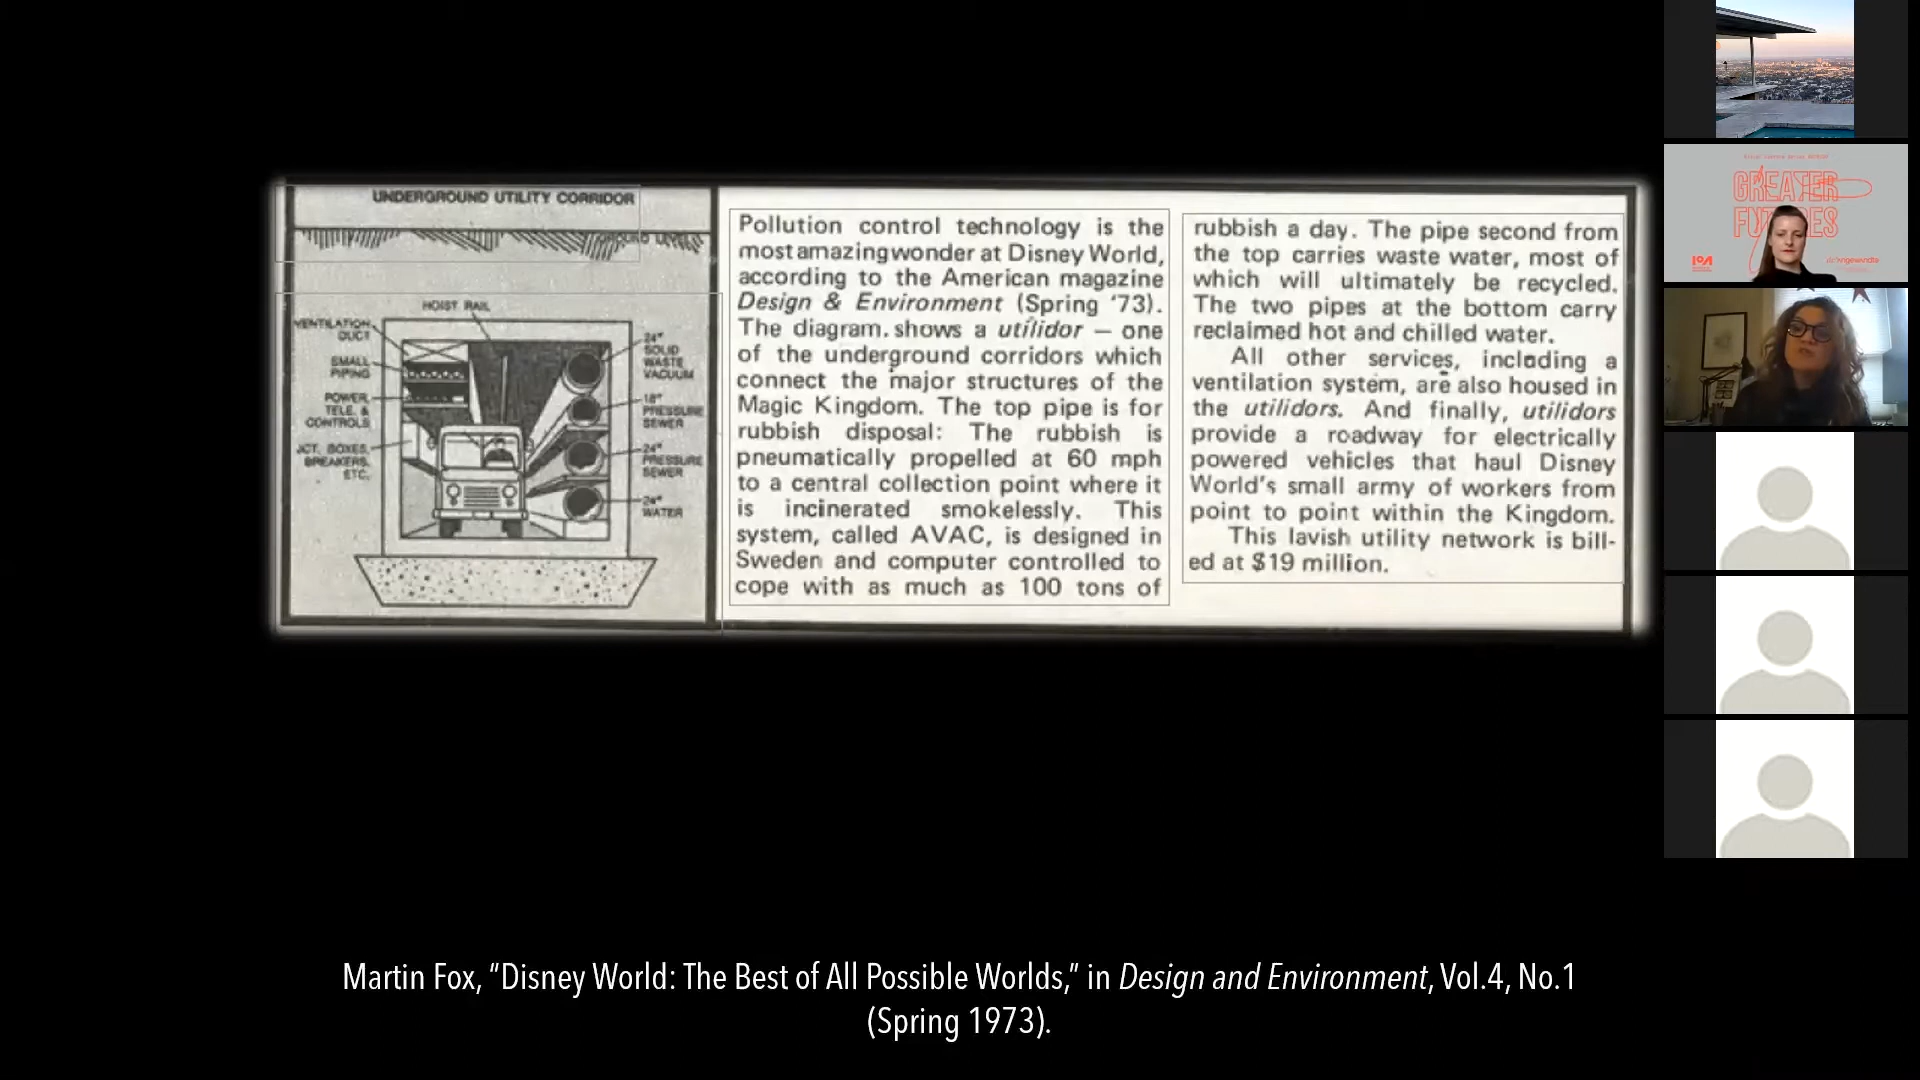 UNDERGROUND UTILITY CORRIDOR
GROUND LEVEL
HOIST RAIL
VENTILATION
DUCT
SMALL
PIPING
POWER,
TELE. &
CONTROLS
JCT. BOXES,
BREAKERS,
ETC.
24"
SOLID
WASTE
VACUUM
18"
PRESSURE
SEWER
24"
PRESSURE
SEWER
24"
WATER
Pollution control technology is the
most amazing wonder at Disney World,
according to the American magazine
Design & Environment (Spring '73).
The diagram. shows a utilidor — one
of the underground corridors which
connect the major structures of the
Magic Kingdom. The top pipe is for
rubbish disposal: The rubbish is
pneumatically propelled at 60 mph
to a central collection point where it
is incinerated smokelessly. This
system, called AVAC, is designed in
Sweden and computer controlled to
cope with as much as 100 tons of
rubbish a day. The pipe second from
the top carries waste water, most of
which will ultimately be recycled.
The two pipes at the bottom carry
reclaimed hot and chilled water.
All other services, including a
ventilation system, are also housed in
the utilidors. And finally, utilidors
provide a roadway for electrically
powered vehicles that haul Disney
World's small army of workers from
point to point within the Kingdom.
This lavish utility network is bill-
ed at $19 million.
Martin Fox, “Disney World: The Best of All Possible Worlds,” in Design and Environment, Vol.4, No.1
(Spring 1973).
GREATER
FUTURES
IOA